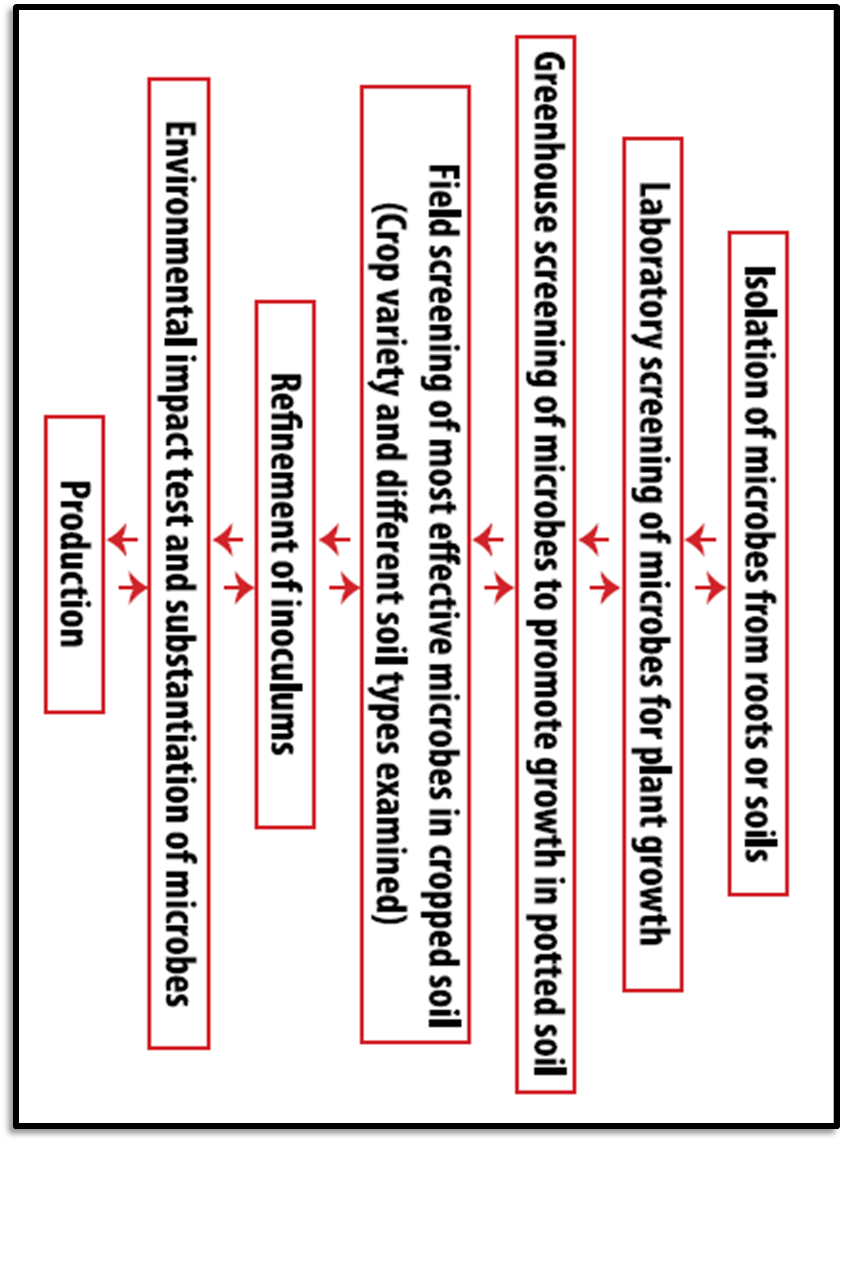 Isolation of microbes from roots or soils
Laboratory screening of microbes for plant growth
Greenhouse screening of microbes to promote growth in potted soil
Field screening of most effective microbes in cropped soil
(Crop variety and different soil types examined)
Refinement of inoculums
Environmental impact test and substantiation of microbes
Production